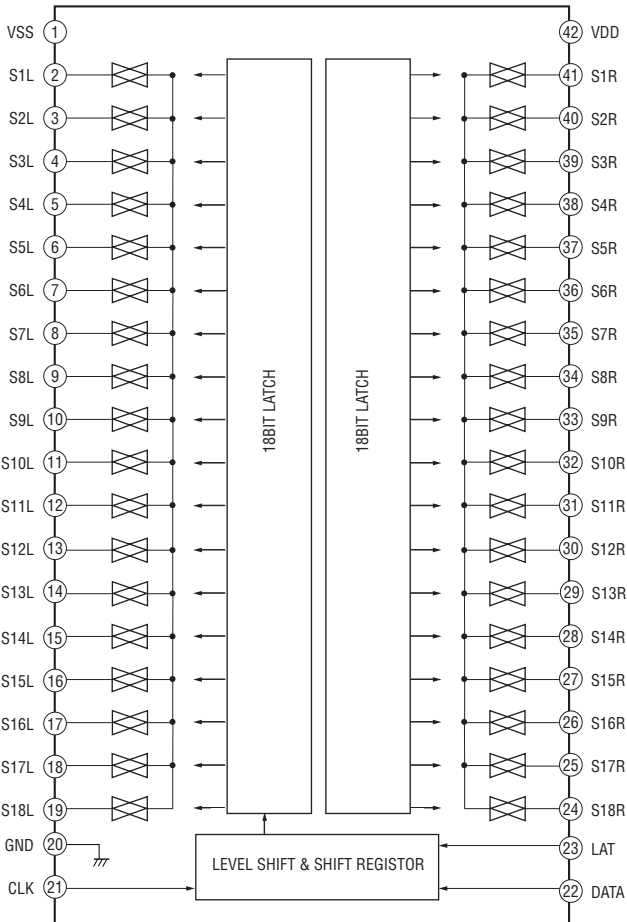 VSS 1
42 VDD
S1L 2
41 S1R
S2L 3
40 S2R
S3L 4
39 S3R
S4L 5
38 S4R
S5L 6
37 S5R
S6L 7
36 S6R
S7L 8
35 S7R
S8L 9
34 S8R
S9L 10
33 S9R
S10L 11
32 S10R
S11L 12
31 S11R
S12L 13
30 S12R
S13L 14
29 S13R
S14L 15
28 S14R
S15L 16
27 S15R
S16L 17
26 S16R
S17L 18
25 S17R
S18L 19
24 S18R
GND 20
23 LAT
CLK 21
22 DATA
18BIT LATCH
18BIT LATCH
LEVEL SHIFT & SHIFT REGISTOR